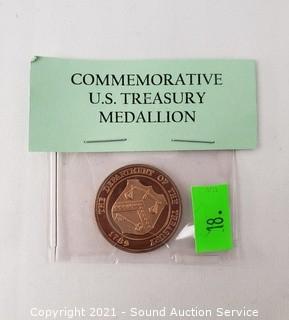 COMMEMORATIVE
U.S. TREASURY
MEDALLION
THE DEPARTMENT OF THE TREASURY
1789
18.
Copyright 2021 - Sound Auction Service